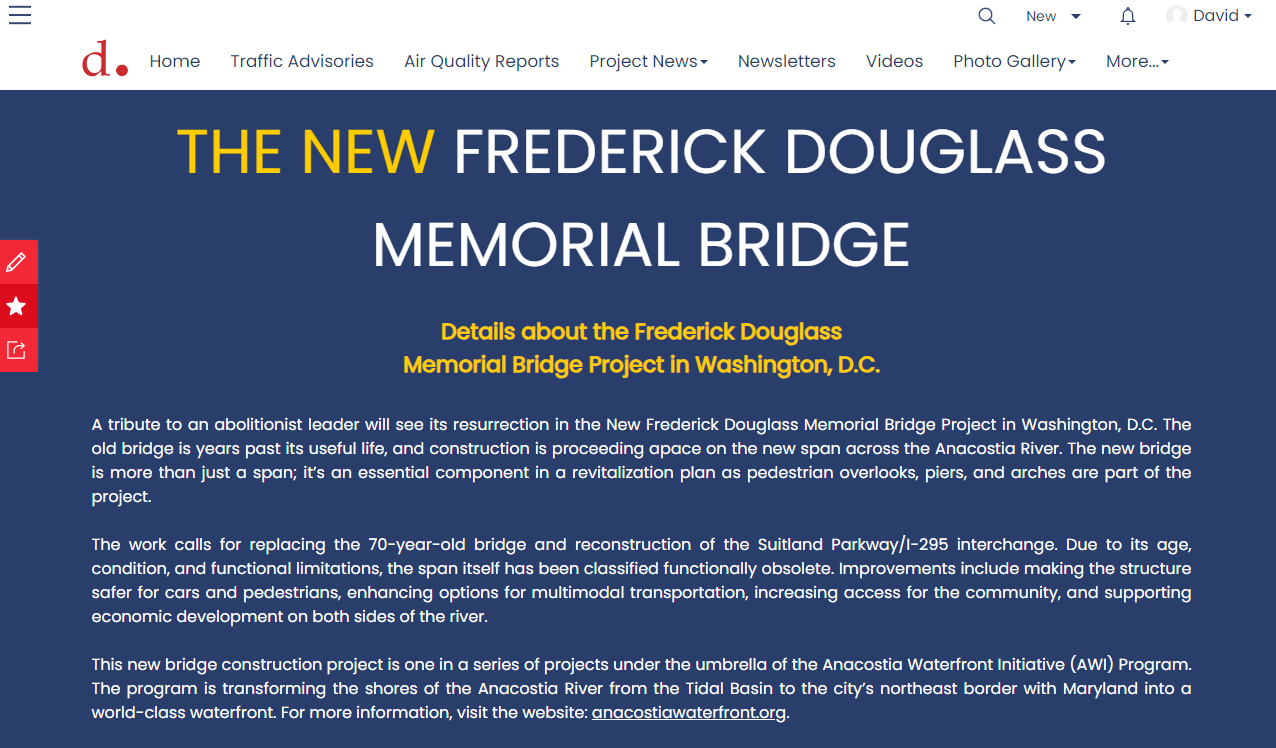 New
David
d.
Home Traffic Advisories Air Quality Reports Project News Newsletters Videos Photo Gallery More...
THE NEW FREDERICK DOUGLASS
MEMORIAL BRIDGE
Details about the Frederick Douglass
Memorial Bridge Project in Washington, D.C.
A tribute to an abolitionist leader will see its resurrection in the New Frederick Douglass Memorial Bridge Project in Washington, D.C. The
old bridge is years past its useful life, and construction is proceeding apace on the new span across the Anacostia River. The new bridge
is more than just a span; it’s an essential component in a revitalization plan as pedestrian overlooks, piers, and arches are part of the
project.
The work calls for replacing the 70-year-old bridge and reconstruction of the Suitland Parkway/I-295 interchange. Due to its age,
condition, and functional limitations, the span itself has been classified functionally obsolete. Improvements include making the structure
safer for cars and pedestrians, enhancing options for multimodal transportation, increasing access for the community, and supporting
economic development on both sides of the river.
This new bridge construction project is one in a series of projects under the umbrella of the Anacostia Waterfront Initiative (AWI) Program.
The program is transforming the shores of the Anacostia River from the Tidal Basin to the city’s northeast border with Maryland into a
world-class waterfront. For more information, visit the website: anacostiawaterfront.org.